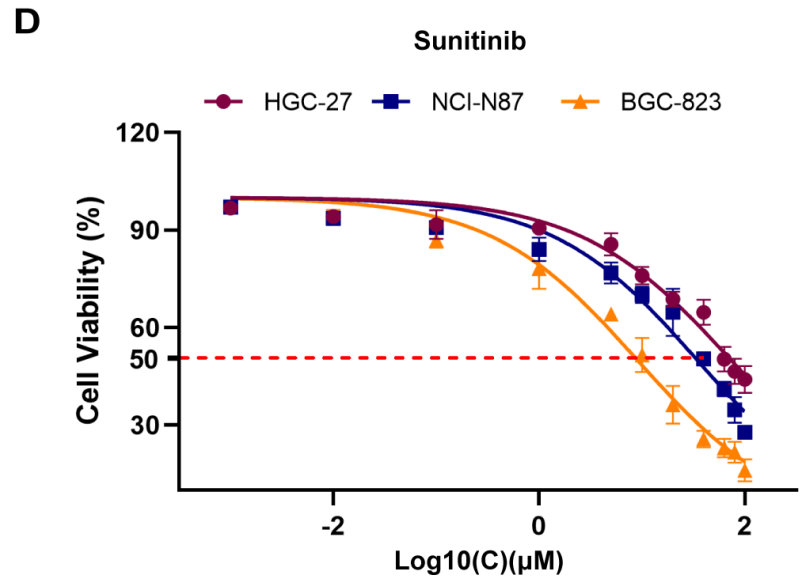 D
Sunitinib
HGC-27 NCI-N87 BGC-823
120
90
60
50
30
Cell Viability (%)
-2 0 2
Log10(C)(μM)